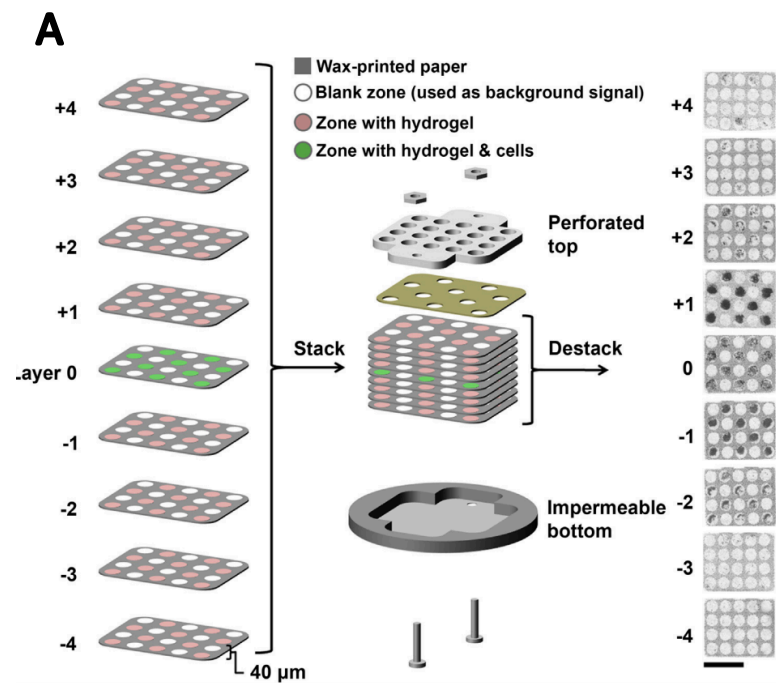 A
Wax-printed paper
Blank zone (used as background signal)
Zone with hydrogel
Zone with hydrogel & cells
+4
+3
+2
+1
ayer 0
-1
-2
-3
-4
40 µm
Stack
Perforated
top
Destack
Impermeable
bottom
+4
+3
+2
+1
0
-1
-2
-3
-4